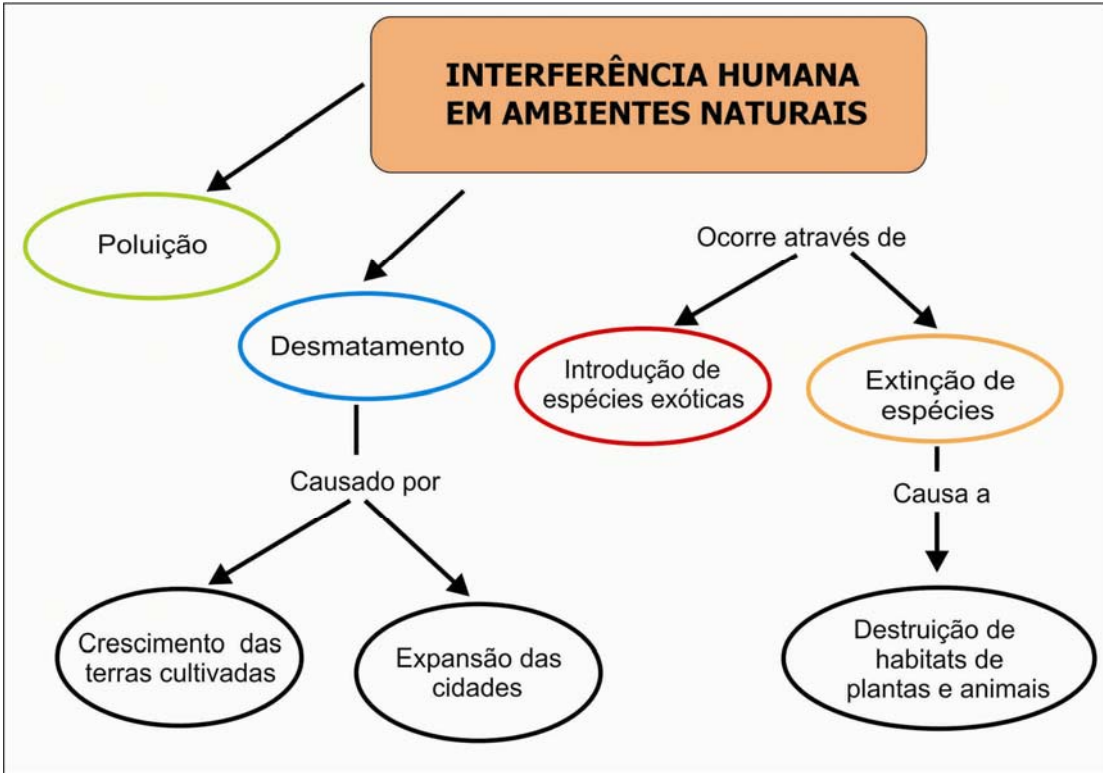 INTERFERÊNCIA HUMANA
EM AMBIENTES NATURAIS
Poluição
Ocorre através de
Desmatamento
Introdução de
espécies exóticas
Extinção de
espécies
Causado por
Causa a
Crescimento das
terras cultivadas
Expansão das
cidades
Destruição de
habitats de
plantas e animais